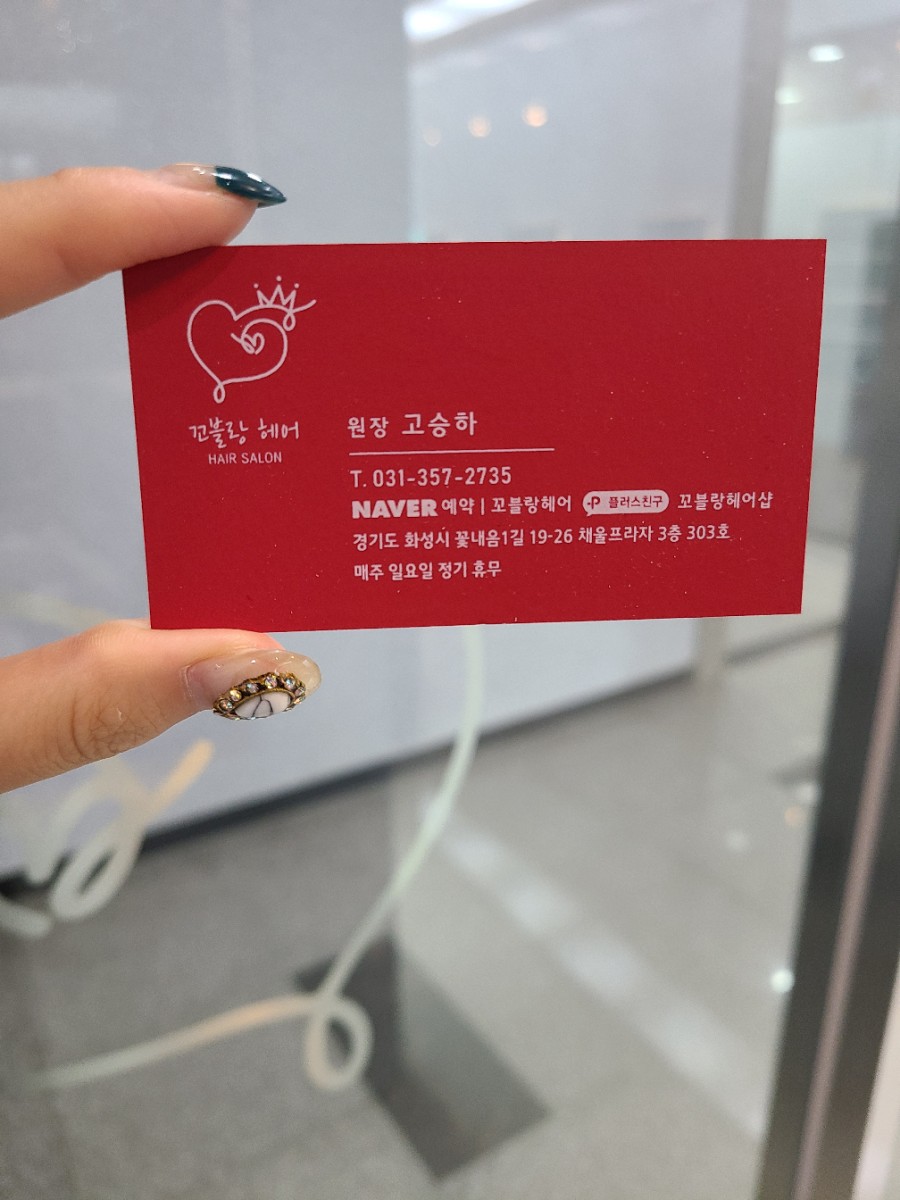 꼬블랑 헤어
HAIR SALON
원장 고승하
T. 031-357-2735
NAVER 예약 | 꼬블랑헤어 P 플러스친구 꼬블랑헤어샵
경기도 화성시 꽃내음1길 19-26 채울프라자 3층 303호
매주 일요일 정기 휴무